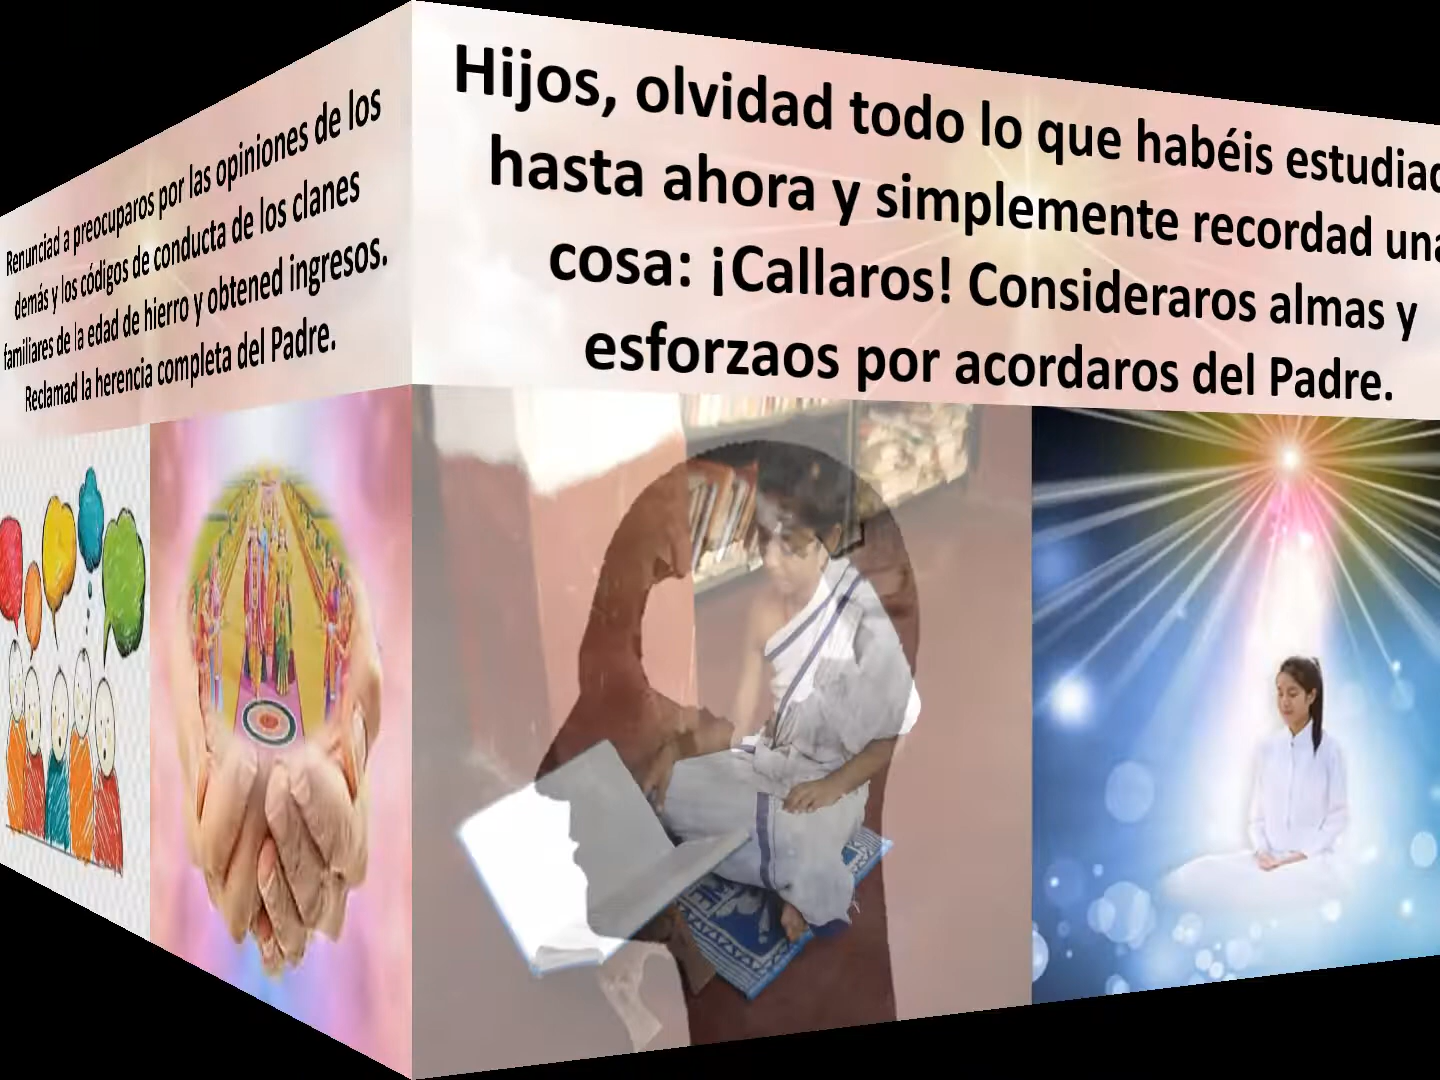 Renunciad a preocuparos por las opiniones de los
demás y los códigos de conducta de los clanes
familiares de la edad de hierro y obtened ingresos.
Reclamad la herencia completa del Padre.
Hijos, olvidad todo lo que habéis
hasta ahora y simplemente recordad una
cosa: ¡Callaros! Consideraros almas y
esforzaos por acordaros del Padre.